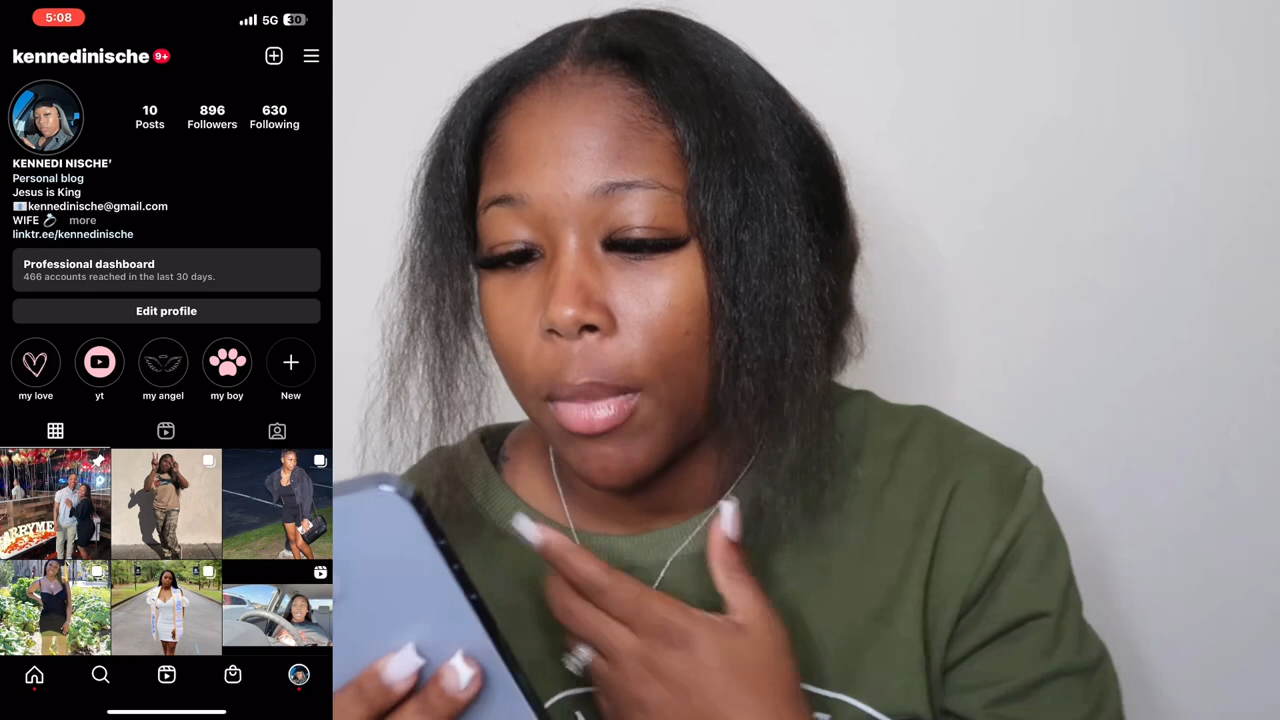 5:08
5G 30
kennedinische 9+
10 896 630
Posts Followers Following
KENNEDI NISCHE'
Personal blog
Jesus is King
📧kennedinische@gmail.com
WIFE 💍 more
linktr.ee/kennedinische
Professional dashboard
466 accounts reached in the last 30 days.
Edit profile
my love yt my angel my boy New